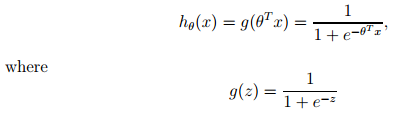 h_θ(x) = g(θ^T x) = 1 / (1 + e^{−θ^T x}),
where
g(z) = 1 / (1 + e^{−z})